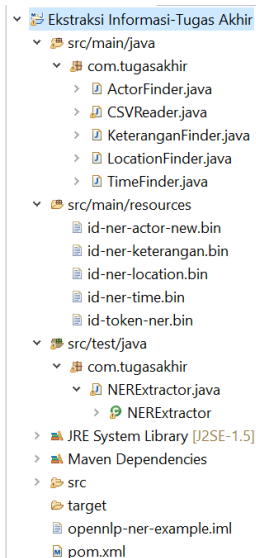 Ekstraksi Informasi-Tugas Akhir
src/main/java
com.tugasakhir
ActorFinder.java
CSVReader.java
KeteranganFinder.java
LocationFinder.java
TimeFinder.java
src/main/resources
id-ner-actor-new.bin
id-ner-keterangan.bin
id-ner-location.bin
id-ner-time.bin
id-token-ner.bin
src/test/java
com.tugasakhir
NERExtractor.java
NERExtractor
JRE System Library [J2SE-1.5]
Maven Dependencies
src
target
opennlp-ner-example.iml
pom.xml